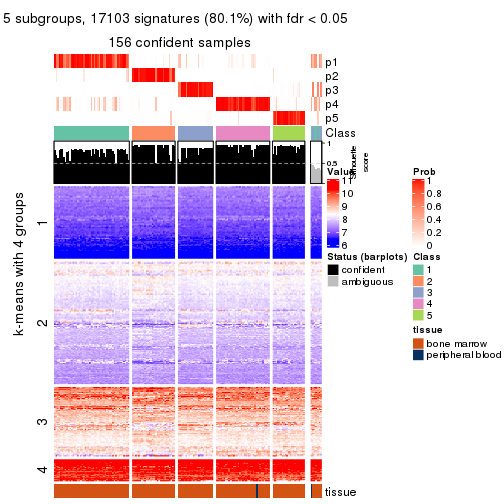 5 subgroups, 17103 signatures (80.1%) with fdr < 0.05
156 confident samples
p1
p2
p3
p4
p5
Class
1
0.5
Silhouette
score
k-means with 4 groups
1
2
3
4
tissue
Value
11
10
9
8
7
6
Prob
1
0.8
0.6
0.4
0.2
0
Status (barplots)
confident
ambiguous
Class
1
2
3
4
5
tissue
bone marrow
peripheral blood